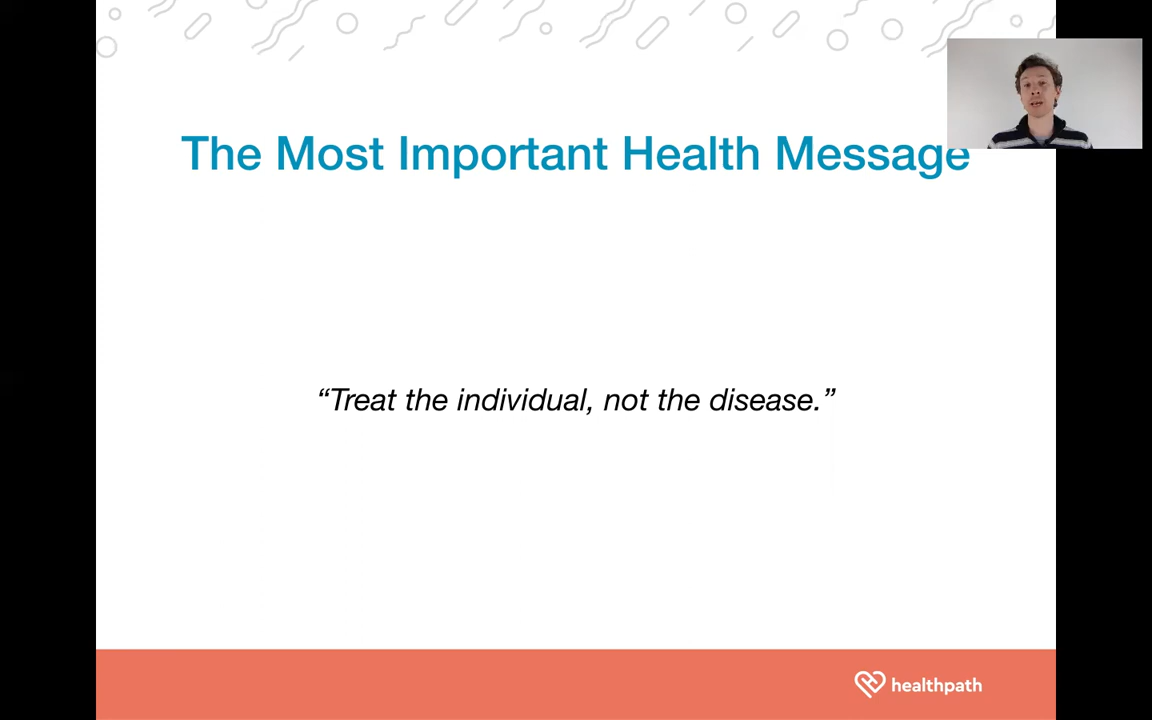 The Most Important Health Message
“Treat the individual, not the disease.”
healthpath